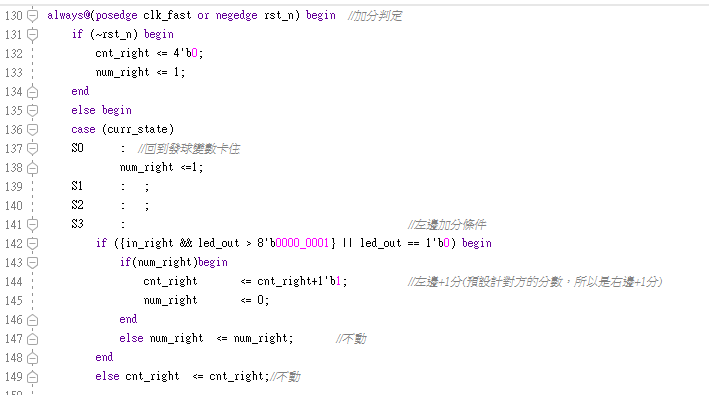 130 always@(posedge clk_fast or negedge rst_n) begin //加分判定
131 if (~rst_n) begin
132 cnt_right <= 4'b0;
133 num_right <= 1;
134 end
135 else begin
136 case (curr_state)
137 S0 : //回到發球變數卡住
138 num_right <=1;
139 S1 : ;
140 S2 : ;
141 S3 : //左邊加分條件
142 if ({in_right && led_out > 8'b0000_0001} || led_out == 1'b0) begin
143 if(num_right)begin
144 cnt_right <= cnt_right+1'b1; //左邊+1分(預設計對方的分數，所以是右邊+1分)
145 num_right <= 0;
146 end
147 else num_right <= num_right; //不動
148 end
149 else cnt_right <= cnt_right;//不動